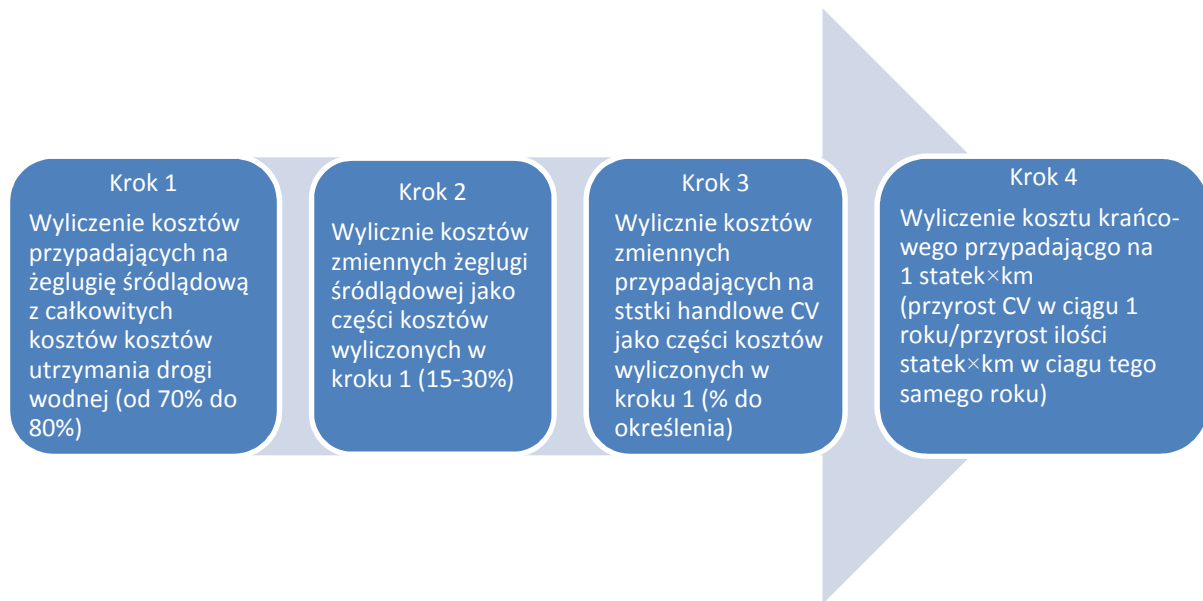 Krok 1
Wyliczenie kosztów
przypadających na
żeglugię śródlądową
z całkowitych
kosztów kosztów
utrzymania drogi
wodnej (od 70% do
80%)
Krok 2
Wylicznie kosztów
zmiennych żeglugi
śródlądowej jako
części kosztów
wyliczonych w
kroku 1 (15-30%)
Krok 3
Wylicznie kosztów
zmiennych
przypadających na
ststki handlowe CV
jako części kosztów
wyliczonych w
kroku 1 (% do
określenia)
Krok 4
Wyliczenie kosztu krańco-
wego przypadającgo na
1 statek×km
(przyrost CV w ciągu 1
roku/przyrost ilości
statek×km w ciagu tego
samego roku)